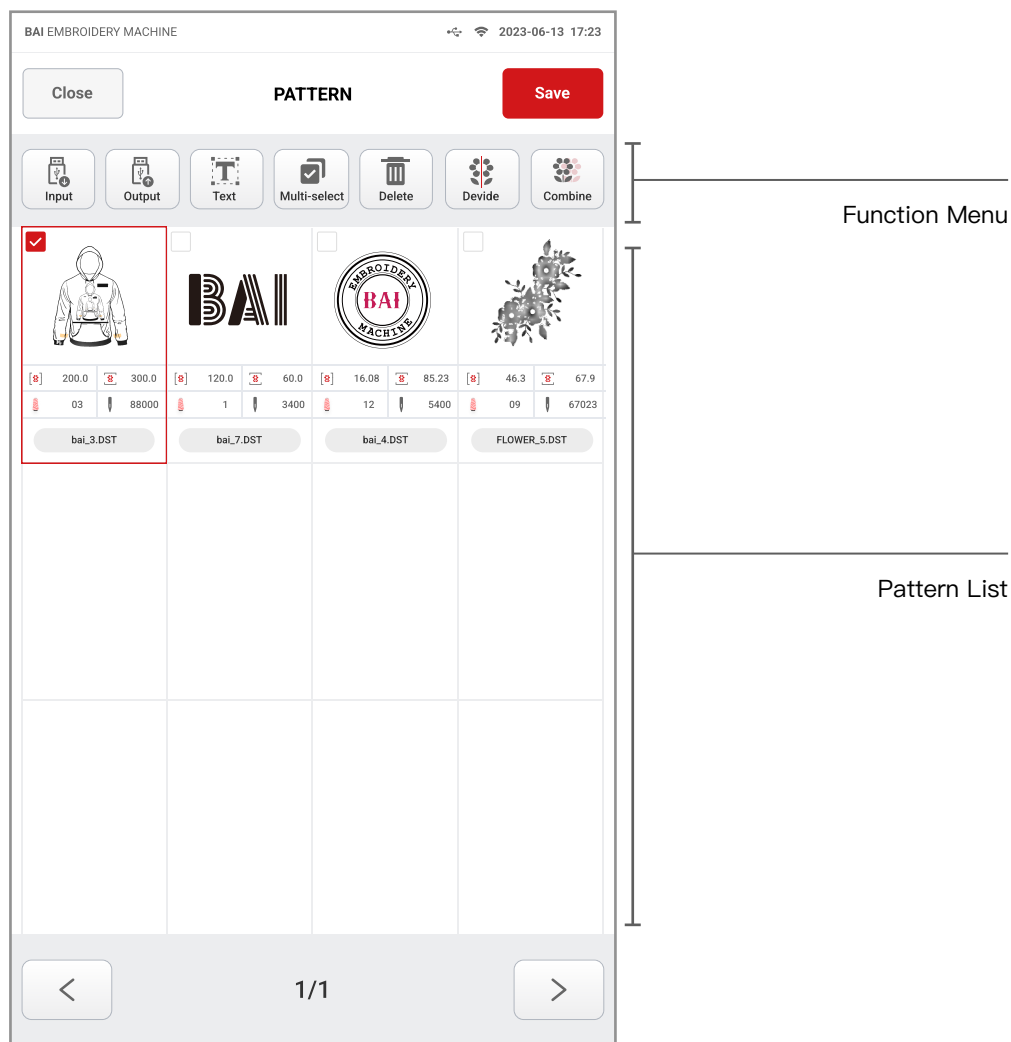 BAI EMBROIDERY MACHINE 2023-06-13 17:23
Close PATTERN Save
Input Output Text Multi-select Delete Devide Combine
Function Menu
BAI
EMBROIDERY
BAI
MACHINE
200.0 300.0 120.0 60.0 16.08 85.23 46.3 67.9
03 88000 1 3400 12 5400 09 67023
bai_3.DST bai_7.DST bai_4.DST FLOWER_5.DST
Pattern List
1/1